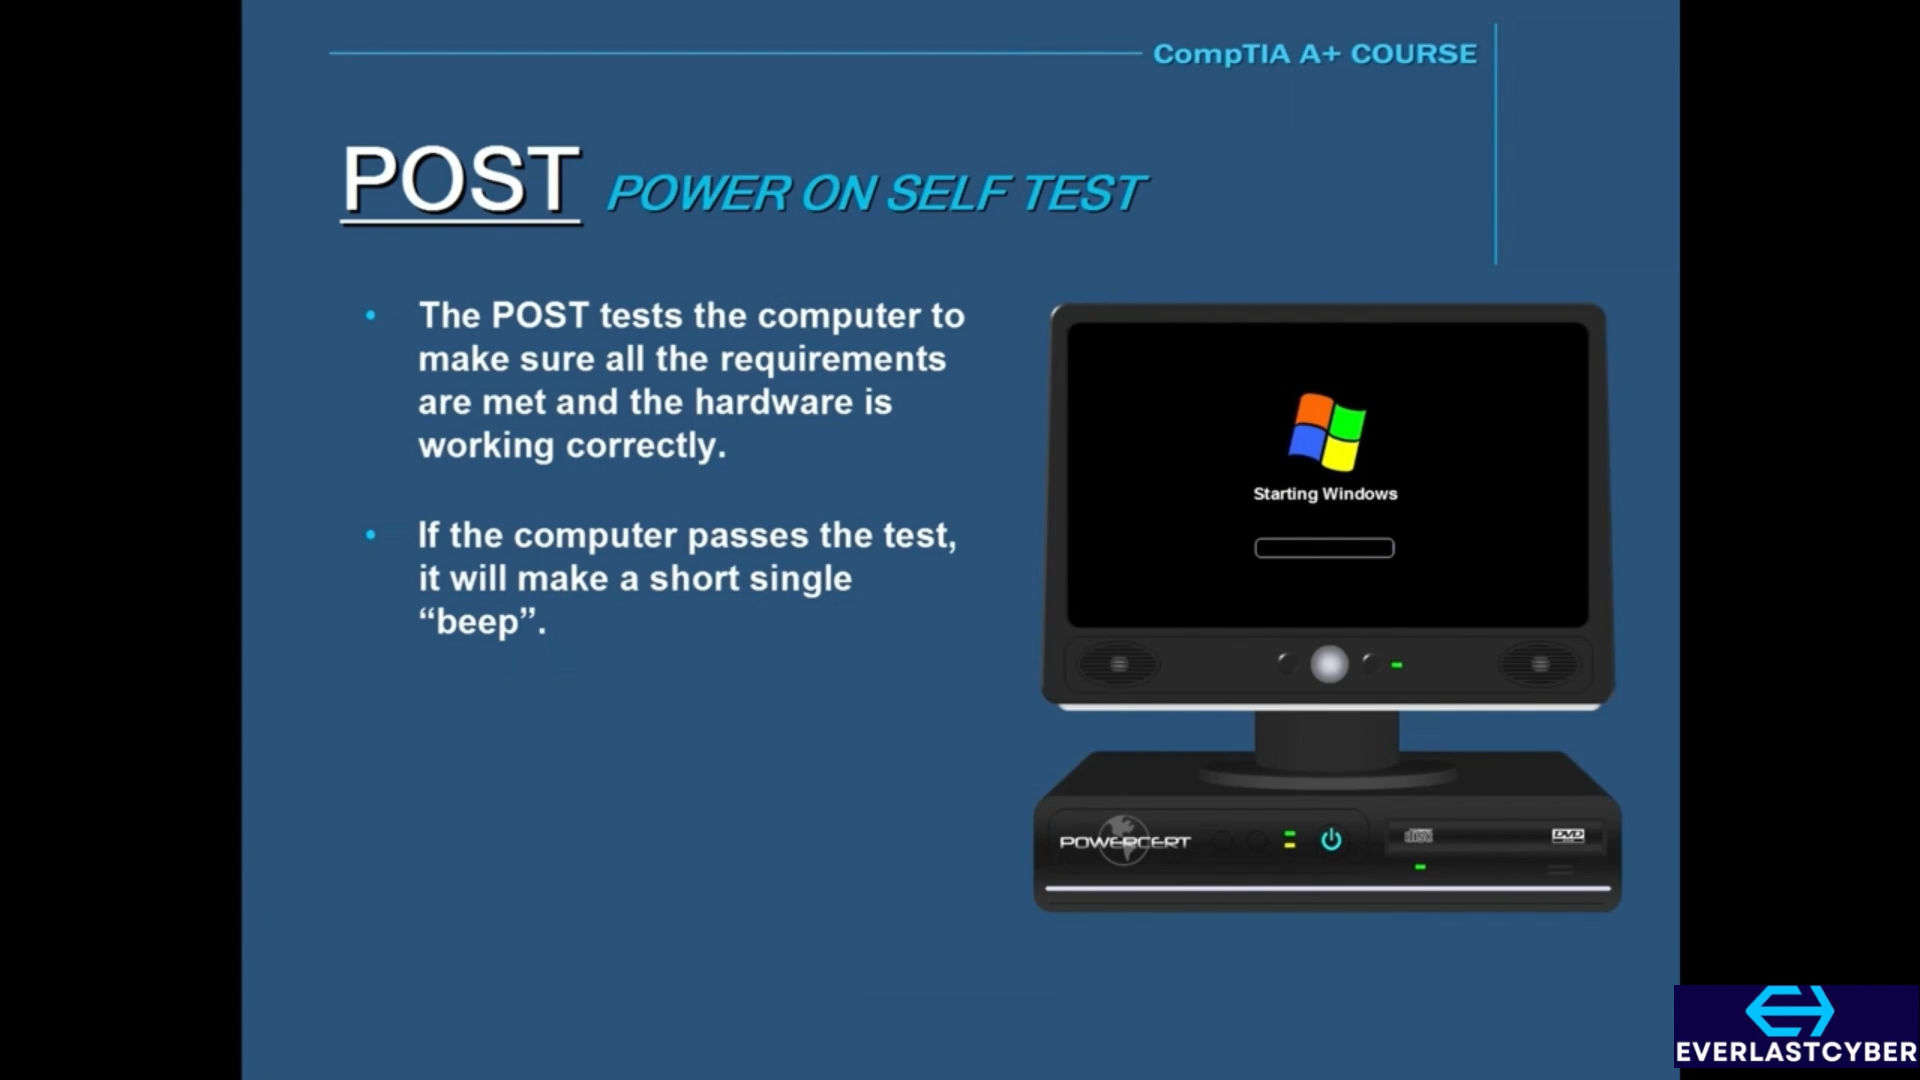 CompTIA A+ COURSE
POST POWER ON SELF TEST
• The POST tests the computer to
make sure all the requirements
are met and the hardware is
working correctly.
• If the computer passes the test,
it will make a short single
“beep”.
Starting Windows
POWERCERT
disc
DVD
EVERLASTCYBER